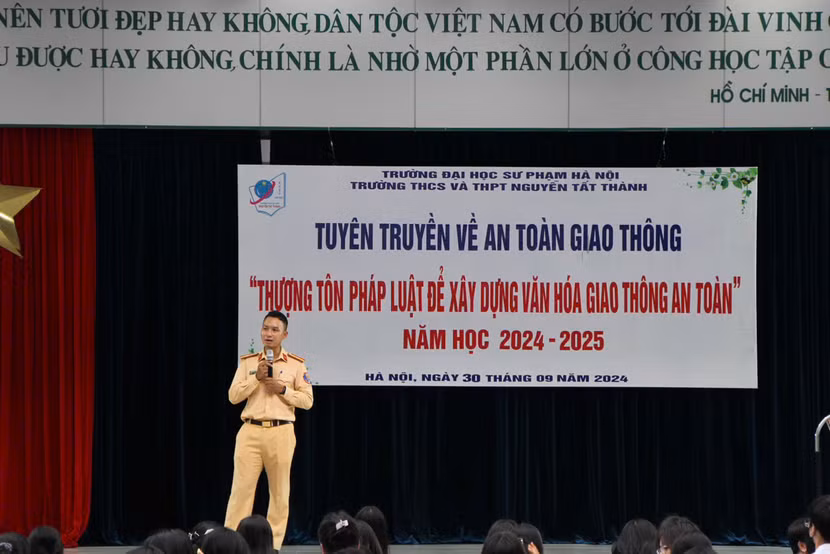 NÊN TƯƠI ĐẸP HAY KHÔNG, DÂN TỘC VIỆT NAM CÓ BƯỚC TỚI ĐÀI VINH
ĐƯỢC HAY KHÔNG, CHÍNH LÀ NHỜ MỘT PHẦN LỚN Ở CÔNG HỌC TẬP
HỒ CHÍ MINH -
TRƯỜNG ĐẠI HỌC SƯ PHẠM HÀ NỘI
TRƯỜNG THCS VÀ THPT NGUYỄN TẤT THÀNH
TUYÊN TRUYỀN VỀ AN TOÀN GIAO THÔNG
“THƯỢNG TÔN PHÁP LUẬT ĐỂ XÂY DỰNG VĂN HÓA GIAO THÔNG AN TOÀN”
NĂM HỌC 2024 - 2025
HÀ NỘI, NGÀY 30 THÁNG 09 NĂM 2024